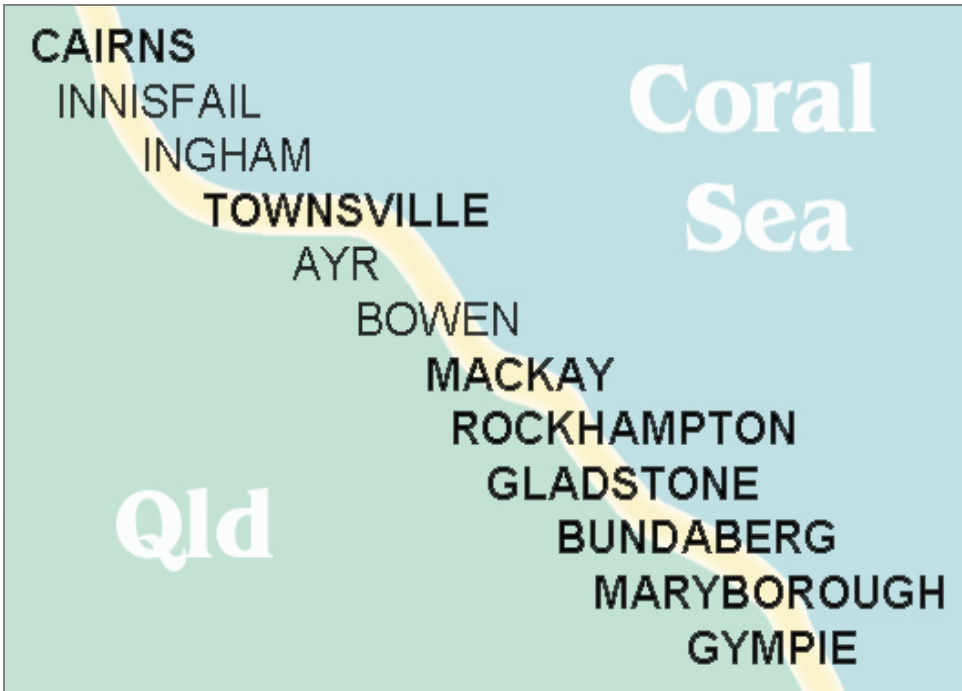 CAIRNS
INNISFAIL
Coral
INGHAM
TOWNSVILLE
Sea
AYR
BOWEN
MACKAY
ROCKHAMPTON
GLADSTONE
Qld
BUNDABERG
MARYBOROUGH
GYMPIE